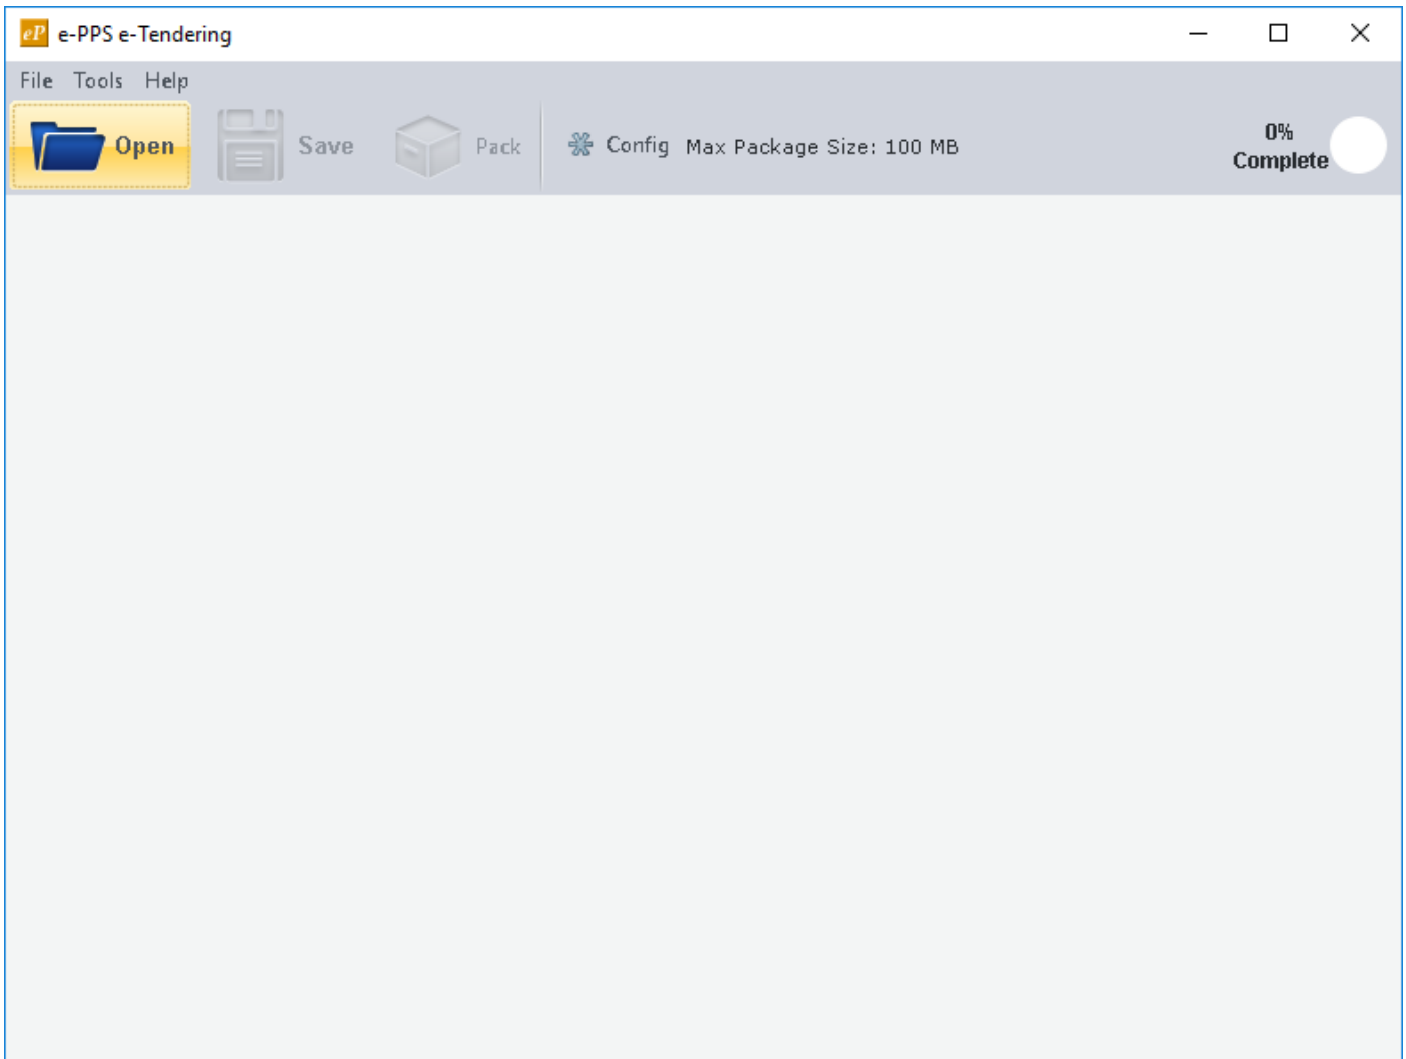 eP e-PPS e-Tendering
File Tools Help
Open Save Pack Config Max Package Size: 100 MB
0%
Complete